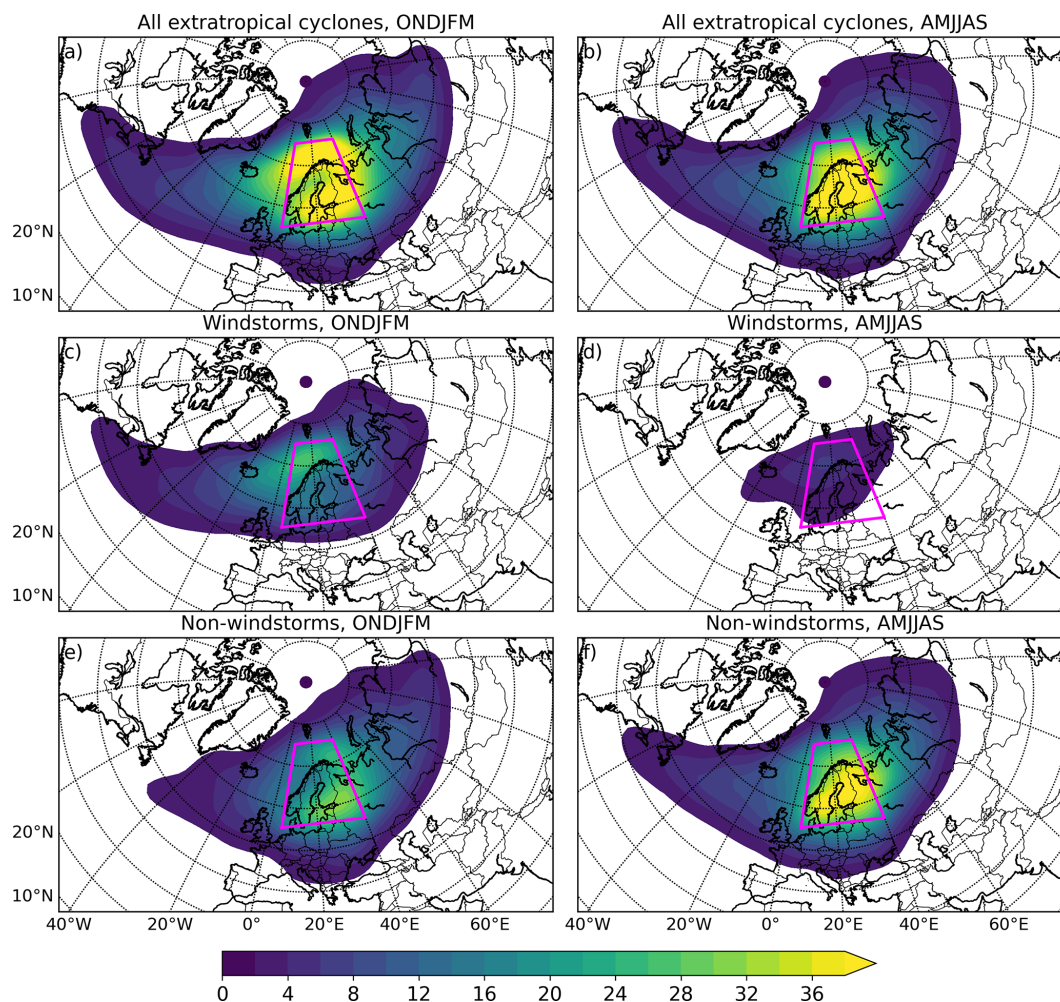 All extratropical cyclones, ONDJFM
All extratropical cyclones, AMJJAS
a)
b)
20°N
10°N
Windstorms, ONDJFM
Windstorms, AMJJAS
c)
d)
20°N
10°N
Non-windstorms, ONDJFM
Non-windstorms, AMJJAS
e)
f)
20°N
10°N
40°W 20°W 0° 20°E 40°E 60°E
40°W 20°W 0° 20°E 40°E 60°E
0 4 8 12 16 20 24 28 32 36